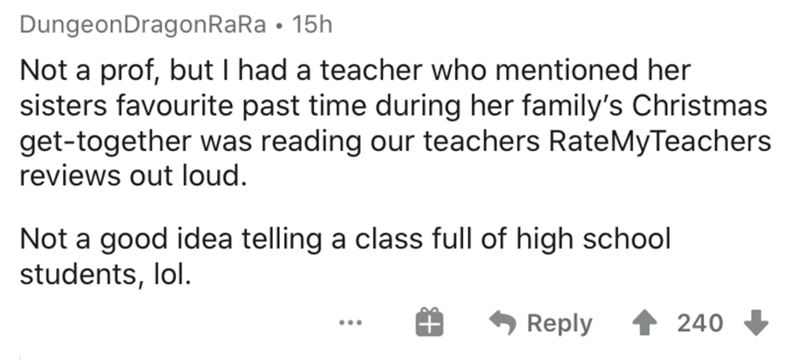 DungeonDragonRaRa • 15h
Not a prof, but I had a teacher who mentioned her
sisters favourite past time during her family’s Christmas
get-together was reading our teachers RateMyTeachers
reviews out loud.
Not a good idea telling a class full of high school
students, lol.
... Reply 240